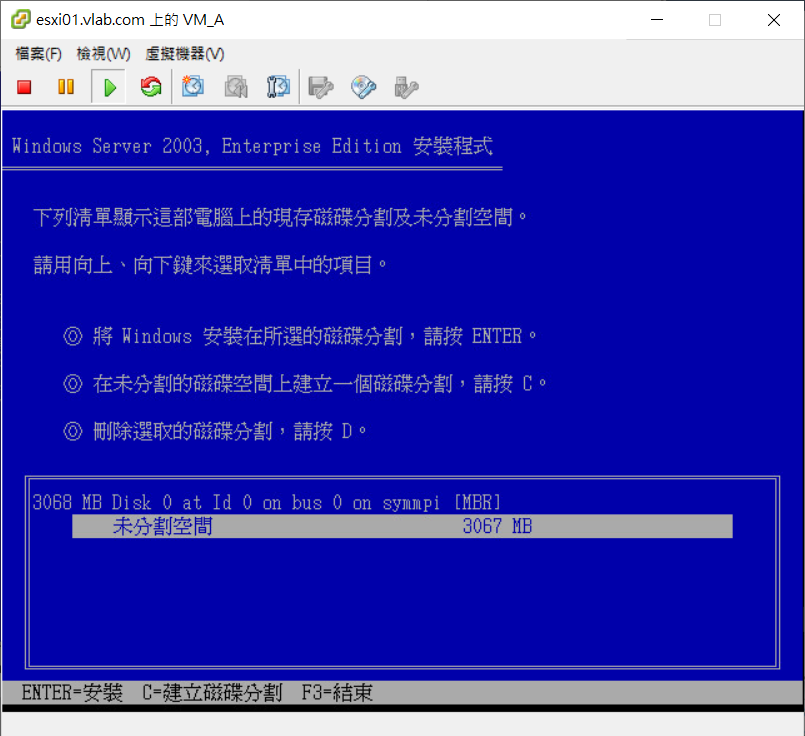 esxi01.vlab.com 上的 VM_A
檔案(F) 檢視(W) 虛擬機器(V)
Windows Server 2003, Enterprise Edition 安裝程式
下列清單顯示這部電腦上的現存磁碟分割及未分割空間。
請用向上、向下鍵來選取清單中的項目。
◎ 將 Windows 安裝在所選的磁碟分割，請按 ENTER。
◎ 在未分割的磁碟空間上建立一個磁碟分割，請按 C。
◎ 刪除選取的磁碟分割，請按 D。
3068 MB Disk 0 at Id 0 on bus 0 on symmpi [MBR]
未分割空間 3067 MB
ENTER=安裝 C=建立磁碟分割 F3=結束